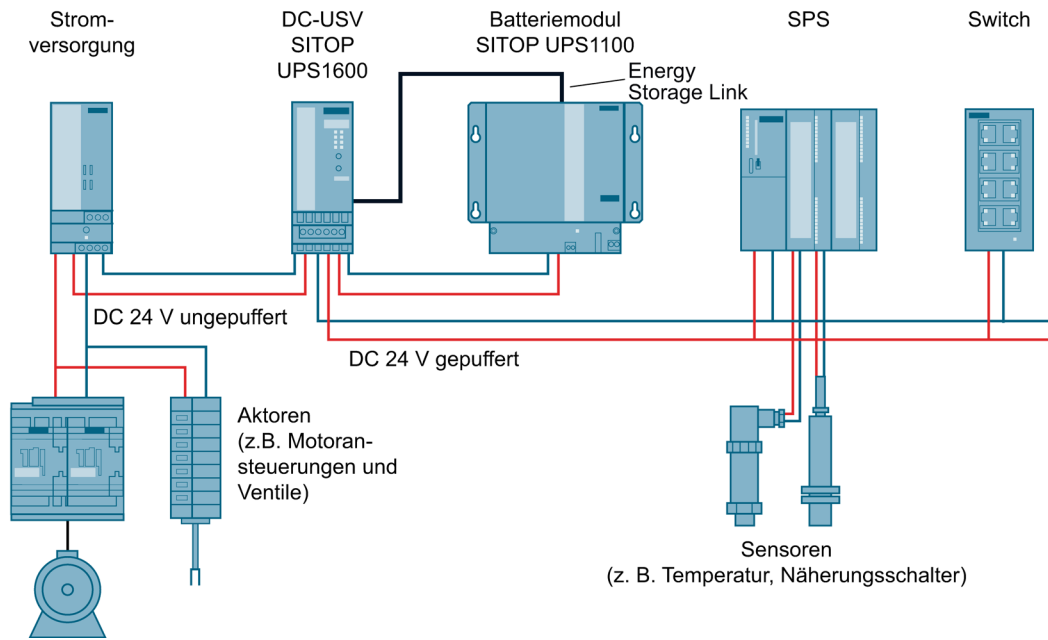 Strom-
versorgung
DC-USV
SITOP
UPS1600
Batteriemodul
SITOP UPS1100
SPS
Switch
Energy
Storage Link
DC 24 V ungepuffert
DC 24 V gepuffert
Aktoren
(z.B. Motoran-
steuerungen und
Ventile)
Sensoren
(z. B. Temperatur, Näherungsschalter)